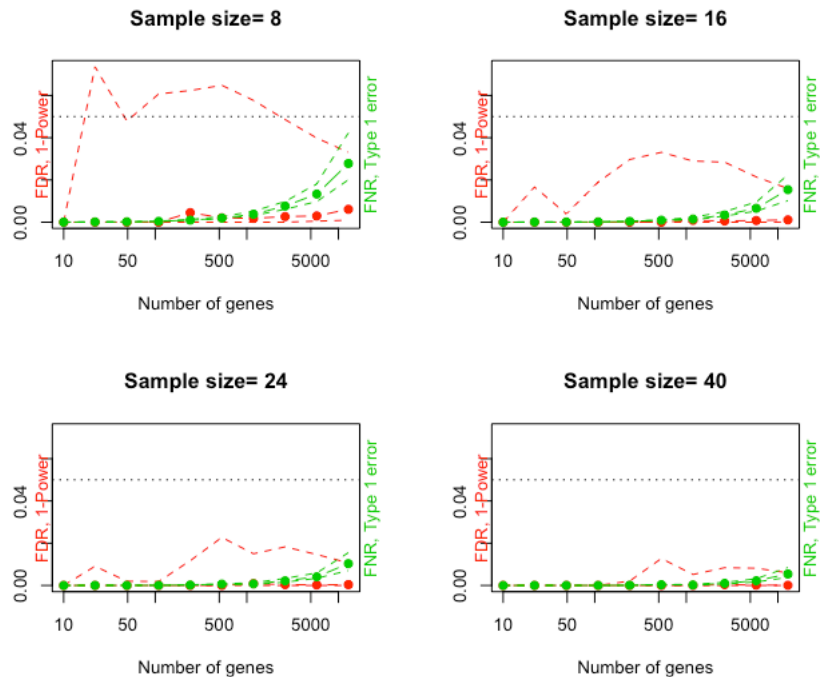 Sample size= 8
FDR, 1-Power
0.04
0.00
FNR, Type 1 error
10 50 500 5000
Number of genes
Sample size= 16
FDR, 1-Power
0.04
0.00
FNR, Type 1 error
10 50 500 5000
Number of genes
Sample size= 24
FDR, 1-Power
0.04
0.00
FNR, Type 1 error
10 50 500 5000
Number of genes
Sample size= 40
FDR, 1-Power
0.04
0.00
FNR, Type 1 error
10 50 500 5000
Number of genes